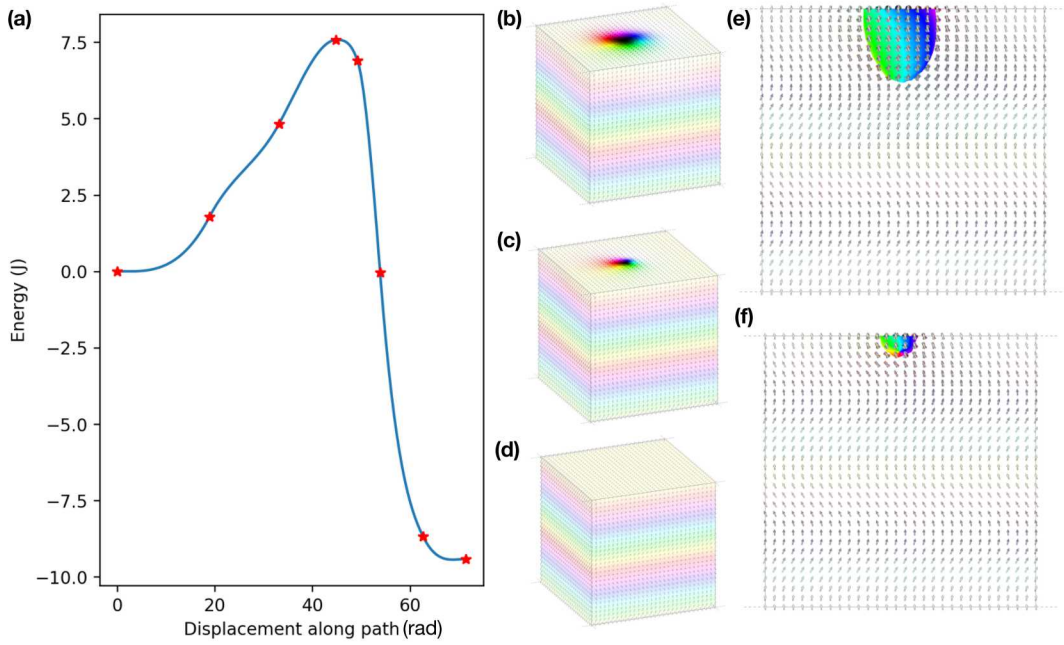 (a)
7.5
5.0
2.5
0.0
−2.5
−5.0
−7.5
−10.0
Energy (J)
0
20
40
60
Displacement along path (rad)
(b)
(c)
(d)
(e)
(f)